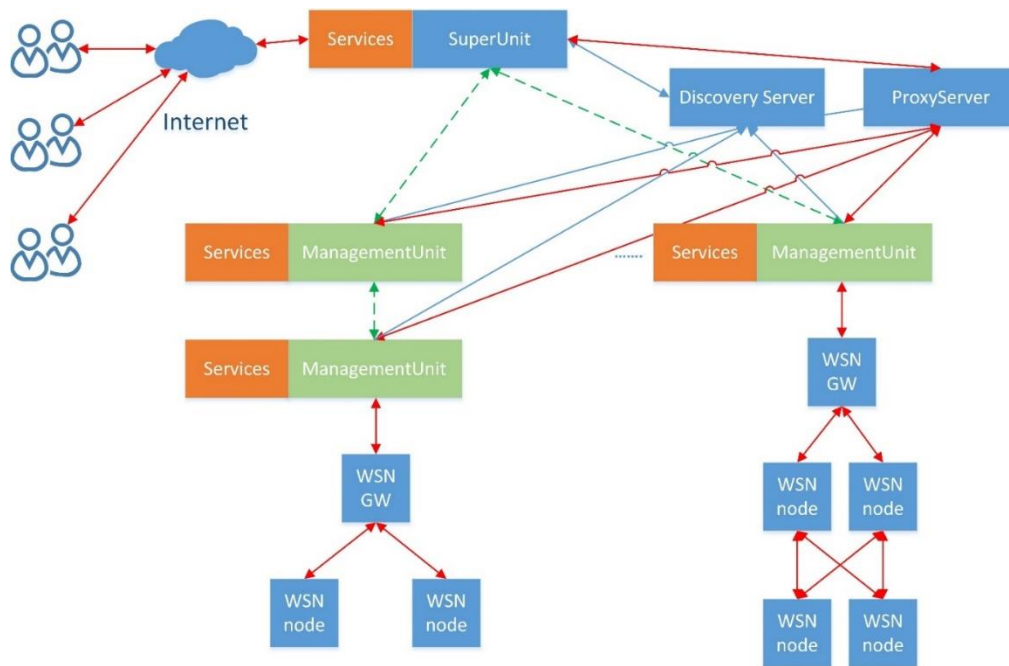 Services
SuperUnit
Discovery Server
ProxyServer
Internet
Services
ManagementUnit
.......
Services
ManagementUnit
Services
ManagementUnit
WSN
GW
WSN
GW
WSN
node
WSN
node
WSN
node
WSN
node
WSN
node
WSN
node